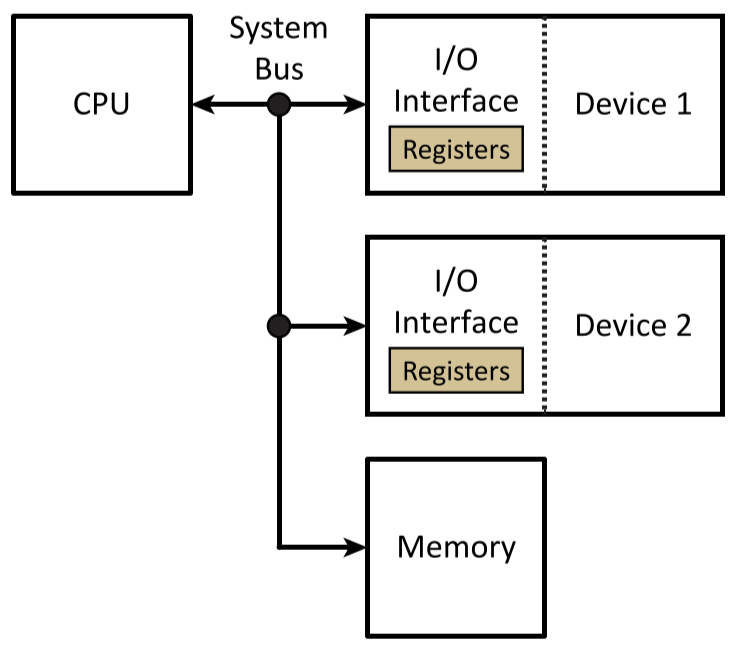 System
Bus
CPU
I/O
Interface
Registers
Device 1
I/O
Interface
Registers
Device 2
Memory